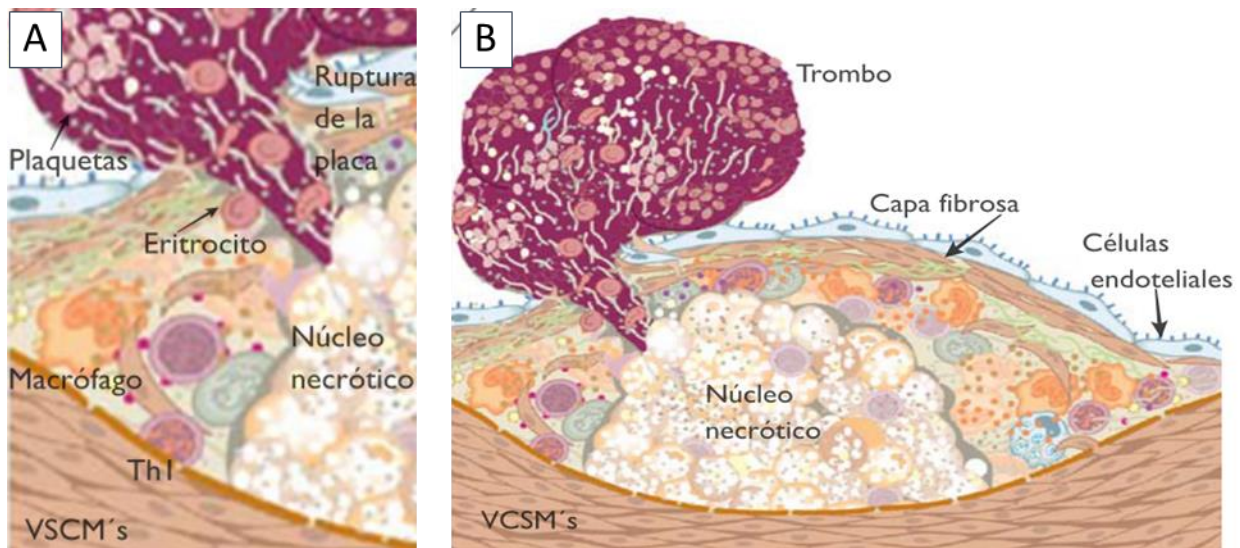 A
Ruptura
de la
placa
Plaquetas
Eritrocito
Núcleo
necrótico
Macrófago
Th1
VSCM´s
B
Trombo
Capa fibrosa
Células
endoteliales
Núcleo
necrótico
VCSM´s